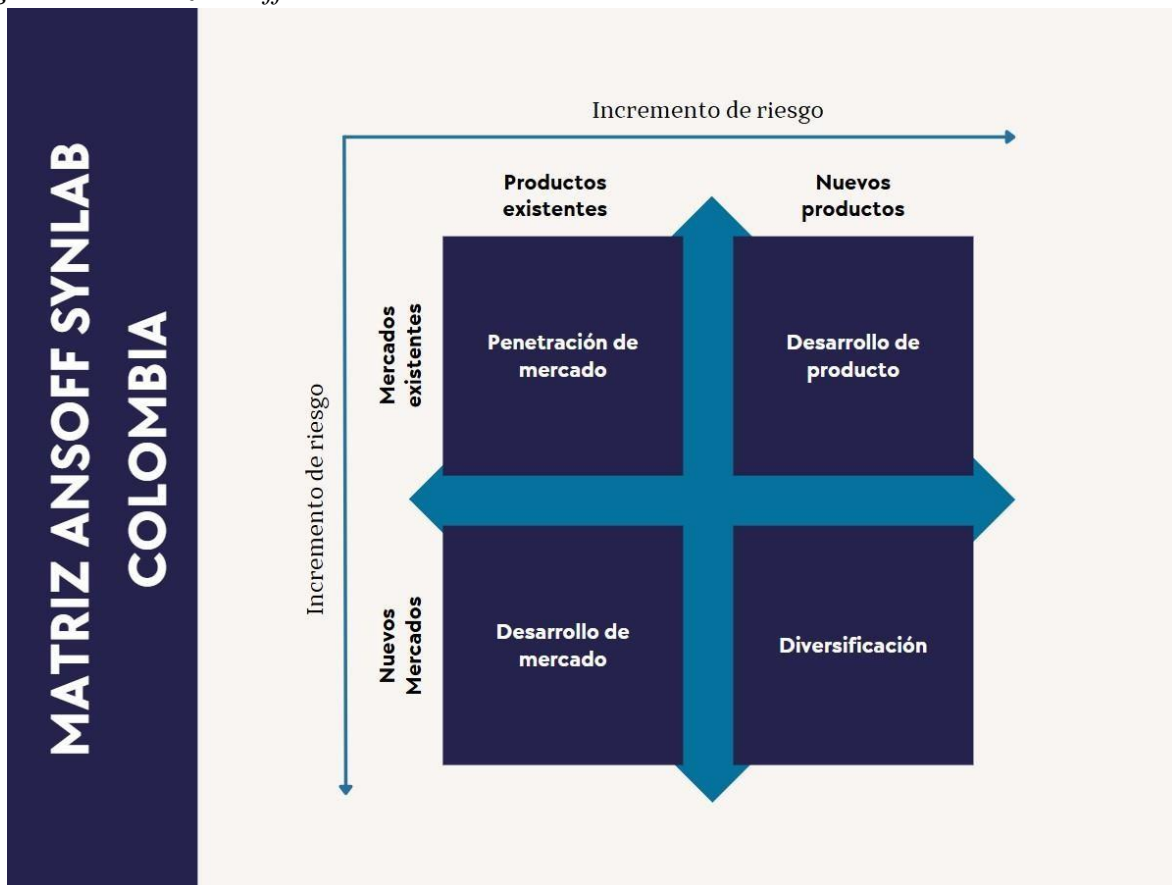 MATRIZ ANSOFF SYNLAB
COLOMBIA
Incremento de riesgo
Productos
existentes
Nuevos
productos
Incremento de riesgo
Mercados
existentes
Penetración de
mercado
Desarrollo de
producto
Nuevos
Mercados
Desarrollo de
mercado
Diversificación